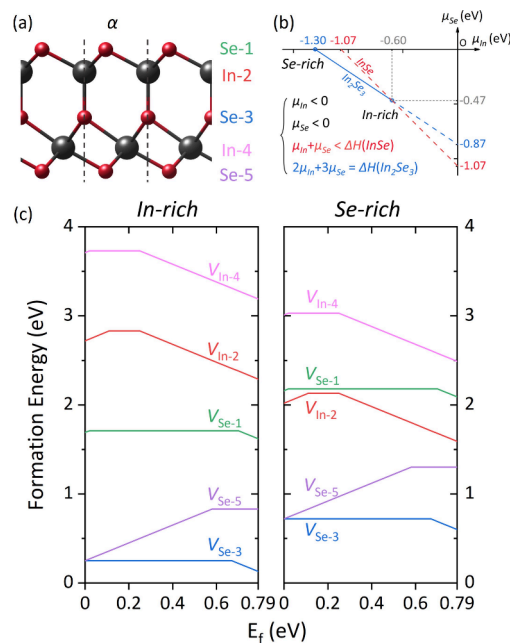 (a)
α
Se-1
In-2
Se-3
In-4
Se-5
(b)
μSe (eV)
-1.30
-1.07
-0.60
0
μIn (eV)
Se-rich
InSe
In2Se3
In-rich
-0.47
-0.87
-1.07
μIn < 0
μSe < 0
μIn+μSe < ΔH(InSe)
2μIn+3μSe = ΔH(In2Se3)
(c)
In-rich
Se-rich
Formation Energy (eV)
4
3
2
1
0
VIn-4
VIn-2
VSe-1
VSe-5
VSe-3
0
0.2
0.4
0.6
0.79
VIn-4
VSe-1
VIn-2
VSe-5
VSe-3
4
3
2
1
0
0
0.2
0.4
0.6
0.79
Ef (eV)